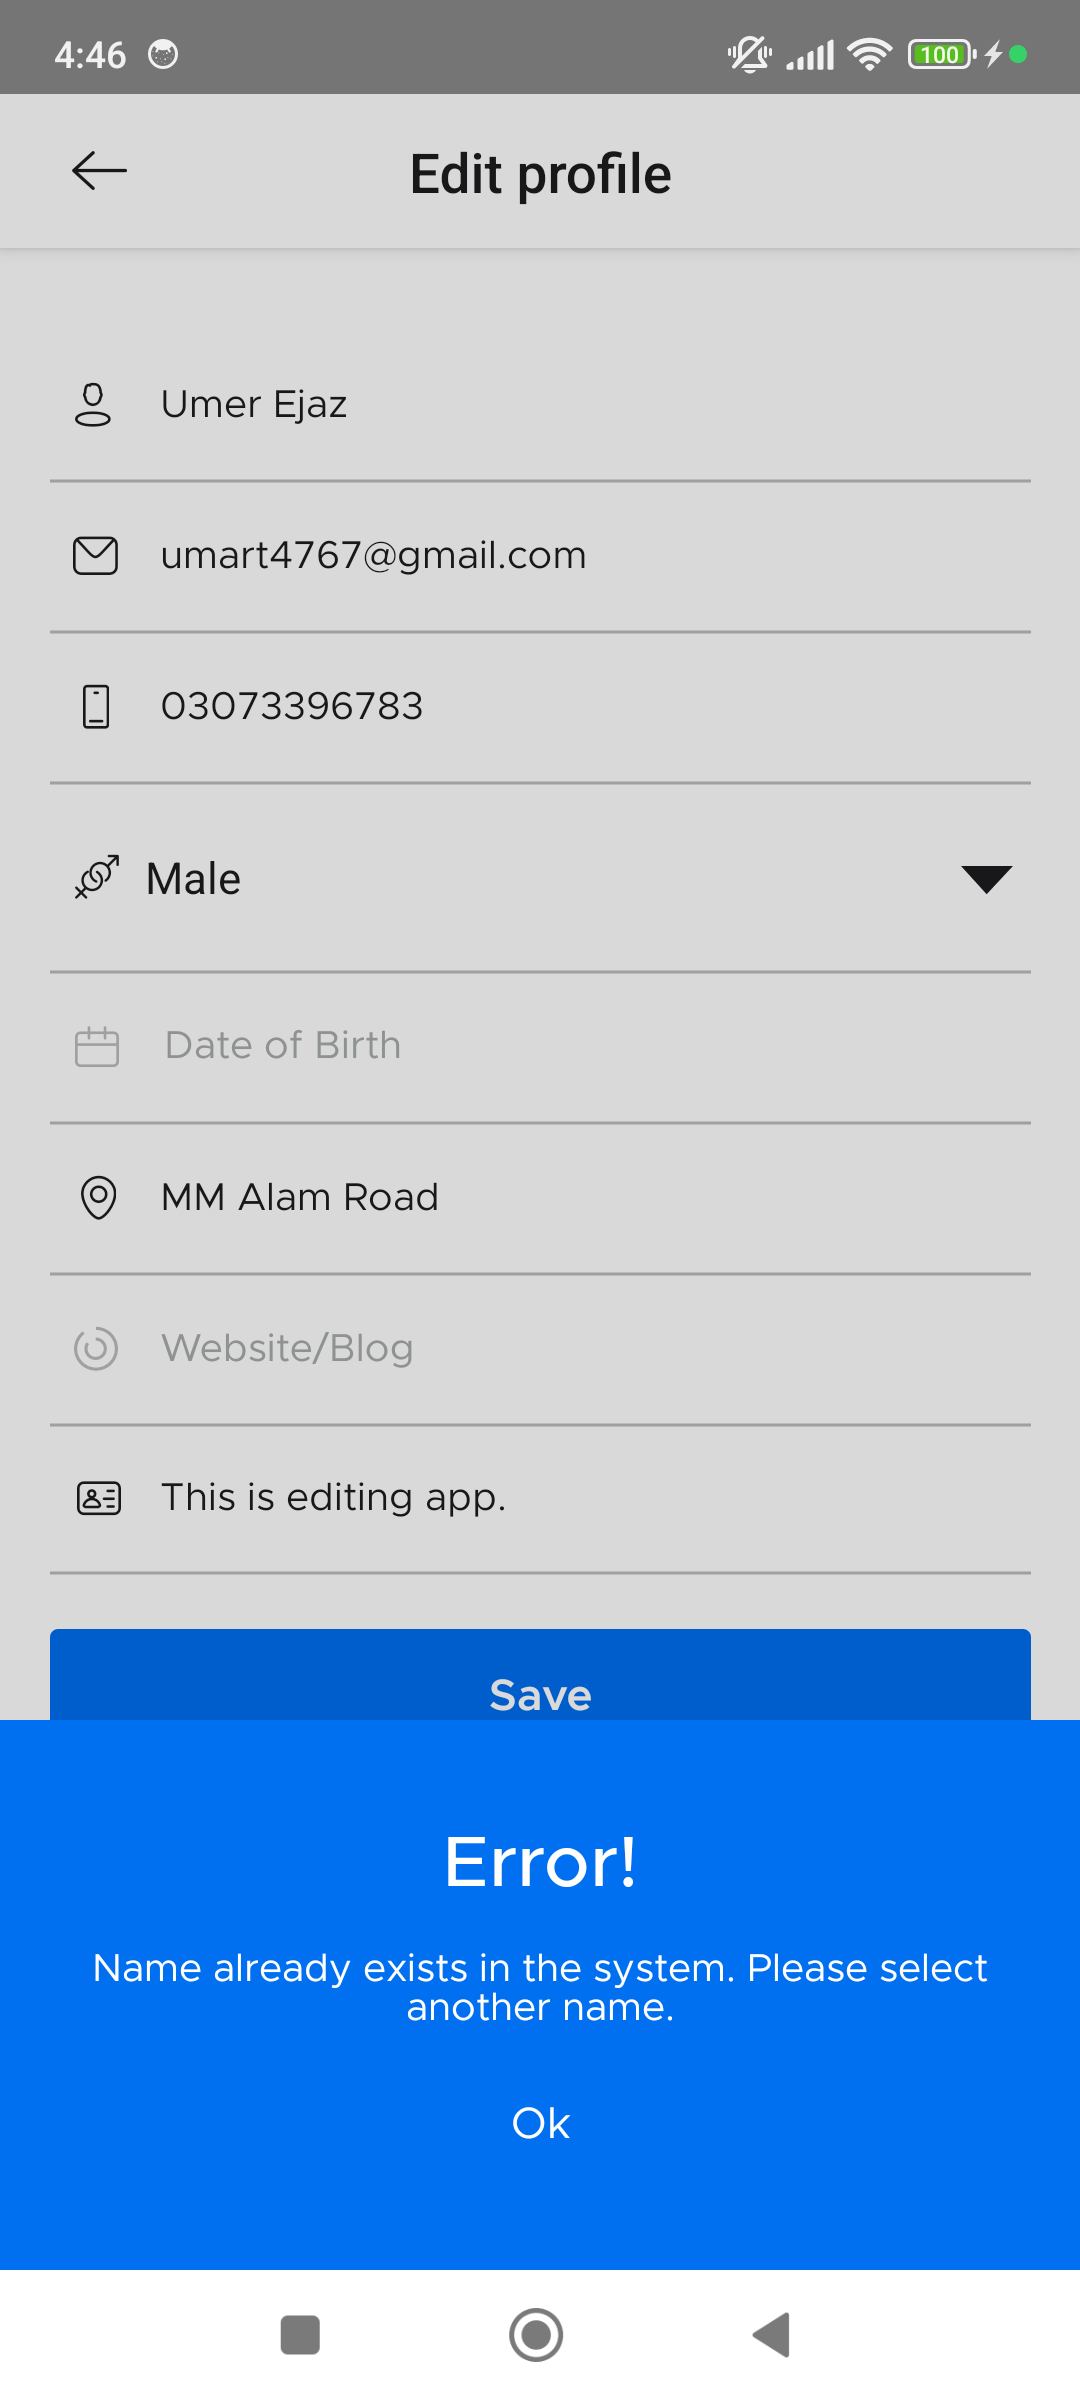 4:46
100
Edit profile
Umer Ejaz
umart4767@gmail.com
03073396783
Male
Date of Birth
MM Alam Road
Website/Blog
This is editing app.
Save
Error!
Name already exists in the system. Please select
another name.
Ok